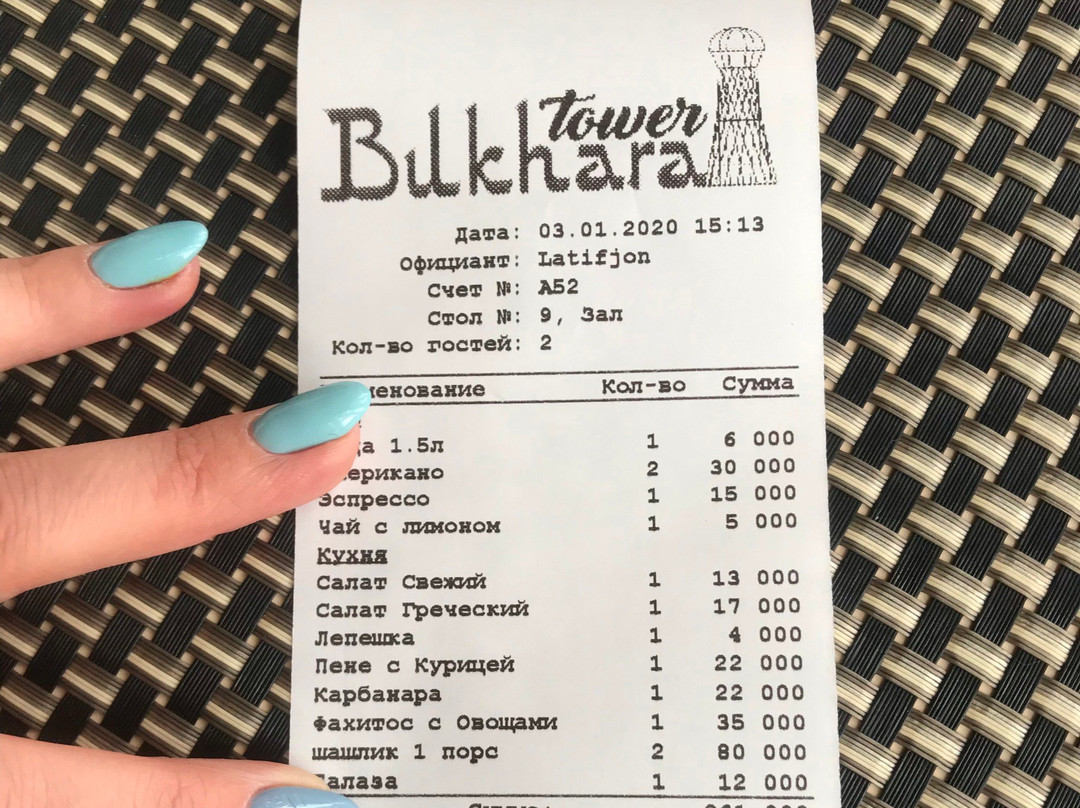 Bukhara tower
Дата: 03.01.2020 15:13
Официант: Latifjon
Счет №: A52
Стол №: 9, Зал
Кол-во гостей: 2
Кол-во Сумма
1.5л 1 6 000
2 30 000
Эспрессо 1 15 000
Чай с лимоном 1 5 000
Кухня
Салат Свежий 1 13 000
Салат Греческий 1 17 000
Лепешка 1 4 000
Пене с Курицей 1 22 000
Карбанара 1 22 000
Фахитос с Овощами 1 35 000
шашлик 1 порс 2 80 000
1 12 000